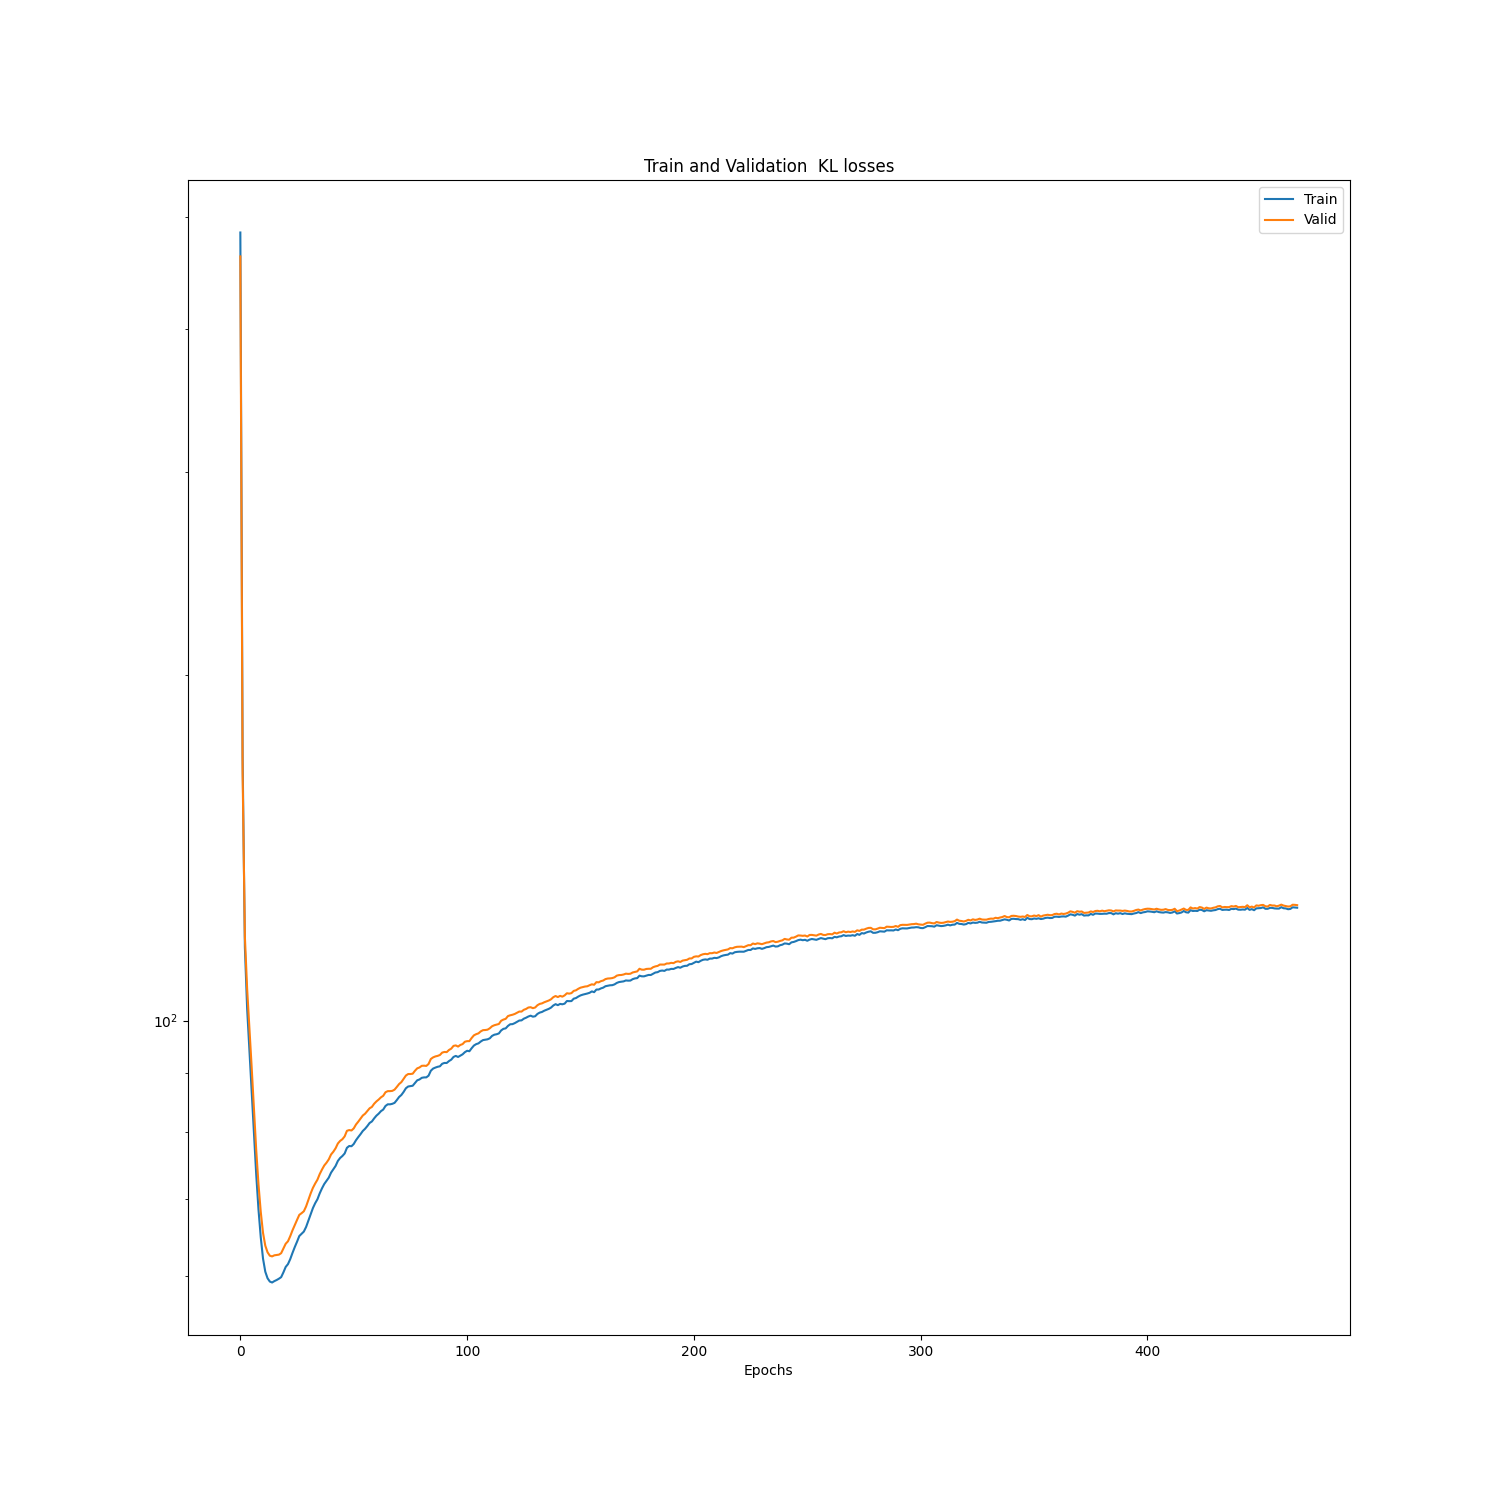 Train and Validation  KL losses
Train
Valid
10²
0 100 200 300 400
Epochs